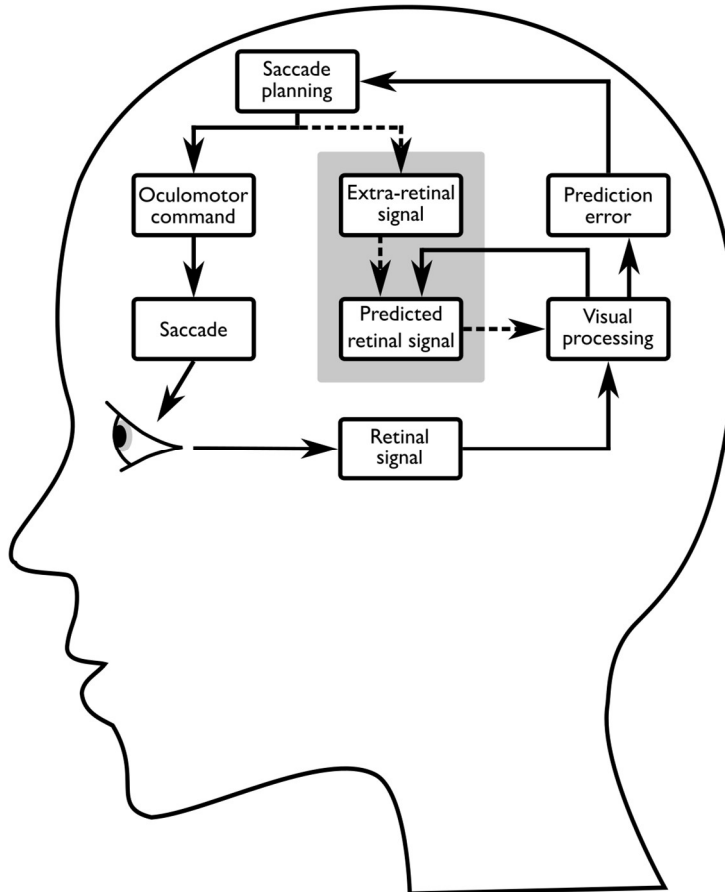 Saccade
planning
Oculomotor
command
Extra-retinal
signal
Prediction
error
Saccade
Predicted
retinal signal
Visual
processing
Retinal
signal